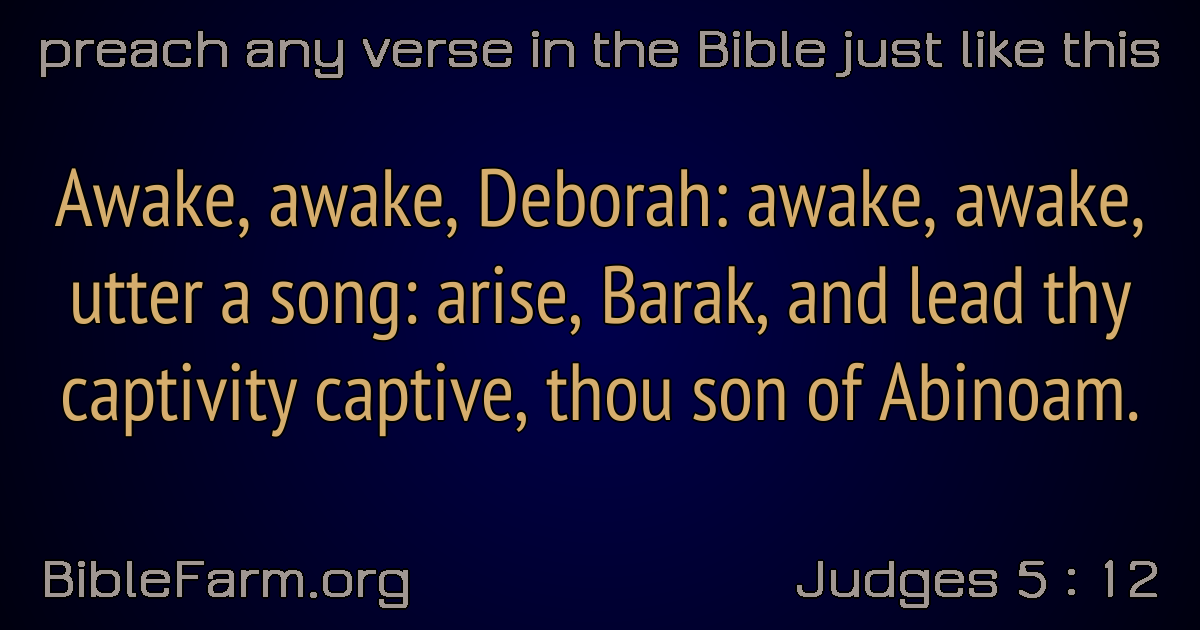 preach any verse in the Bible just like this
Awake, awake, Deborah: awake, awake,
utter a song: arise, Barak, and lead thy
captivity captive, thou son of Abinoam.
BibleFarm.org
Judges 5 : 12